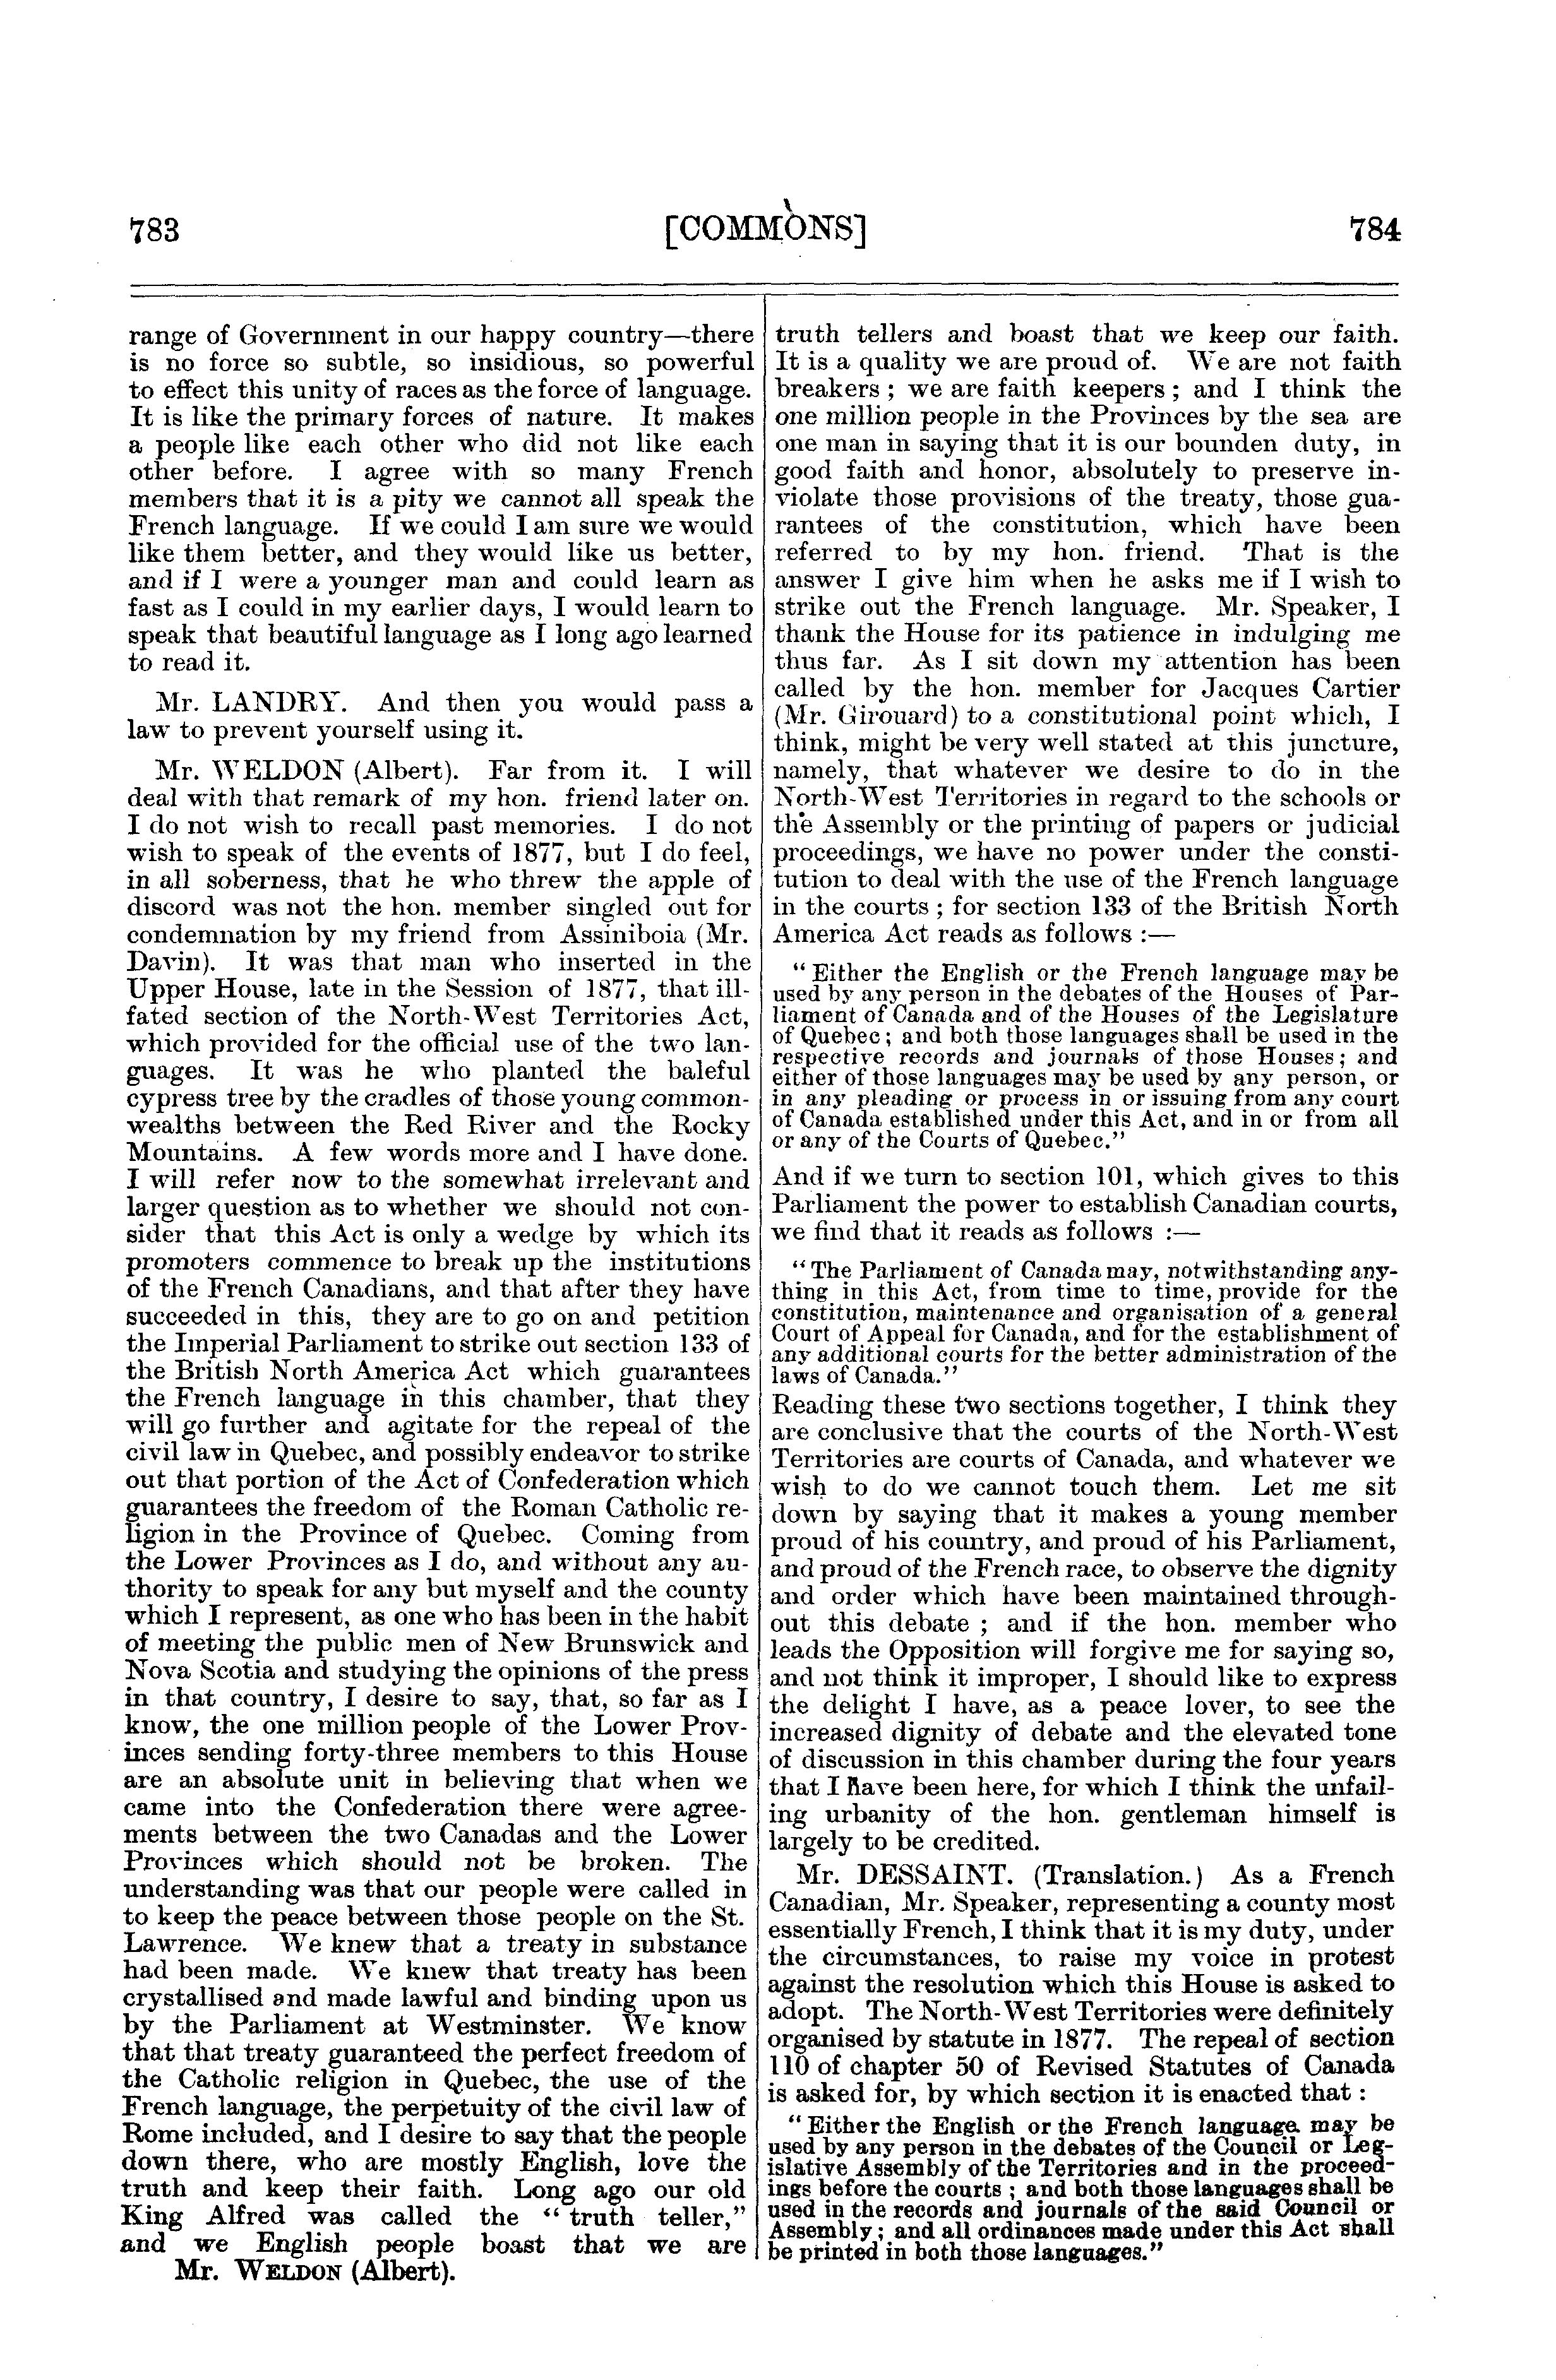 783
[COMMONS]
784
range of Government in our happy country—there
is no force so subtle, so insidious, so powerful
to effect this unity of races as the force of language.
It is like the primary forces of nature. It makes
a people like each other who did not like each
other before. I agree with so many French
members that it is a pity we cannot all speak the
French language. If we could I am sure we would
like them better, and they would like us better,
and if I were a younger man and could learn as
fast as I could in my earlier days, I would learn to
speak that beautiful language as I long ago learned
to read it.
Mr. LANDRY. And then you would pass a
law to prevent yourself using it.
Mr. WELDON (Albert). Far from it. I will
deal with that remark of my hon. friend later on.
I do not wish to recall past memories. I do not
wish to speak of the events of 1877, but I do feel,
in all soberness, that he who threw the apple of
discord was not the hon. member singled out for
condemnation by my friend from Assiniboia (Mr.
Davin). It was that man who inserted in the
Upper House, late in the Session of 1877, that ill-
fated section of the North-West Territories Act,
which provided for the official use of the two lan-
guages. It was he who planted the baleful
cypress tree by the cradles of those young common-
wealths between the Red River and the Rocky
Mountains. A few words more and I have done.
I will refer now to the somewhat irrelevant and
larger question as to whether we should not con-
sider that this Act is only a wedge by which its
promoters commence to break up the institutions
of the French Canadians, and that after they have
succeeded in this, they are to go on and petition
the Imperial Parliament to strike out section 133 of
the British North America Act which guarantees
the French language in this chamber, that they
will go further and agitate for the repeal of the
civil law in Quebec, and possibly endeavor to strike
out that portion of the Act of Confederation which
guarantees the freedom of the Roman Catholic re-
ligion in the Province of Quebec. Coming from
the Lower Provinces as I do, and without any au-
thority to speak for any but myself and the county
which I represent, as one who has been in the habit
of meeting the public men of New Brunswick and
Nova Scotia and studying the opinions of the press
in that country, I desire to say, that, so far as I
know, the one million people of the Lower Prov-
inces sending forty-three members to this House
are an absolute unit in believing that when we
came into the Confederation there were agree-
ments between the two Canadas and the Lower
Provinces which should not be broken. The
understanding was that our people were called in
to keep the peace between those people on the St.
Lawrence. We knew that a treaty in substance
had been made. We knew that treaty has been
crystallised and made lawful and binding upon us
by the Parliament at Westminster. We know
that that treaty guaranteed the perfect freedom of
the Catholic religion in Quebec, the use of the
French language, the perpetuity of the civil law of
Rome included, and I desire to say that the people
down there, who are mostly English, love the
truth and keep their faith. Long ago our old
King Alfred was called the "truth teller,"
and we English people boast that we are
Mr. WELDON (Albert).
truth tellers and boast that we keep our faith.
It is a quality we are proud of. We are not faith
breakers ; we are faith keepers ; and I think the
one million people in the Provinces by the sea are
one man in saying that it is our bounden duty, in
good faith and honor, absolutely to preserve in-
violate those provisions of the treaty, those gua-
rantees of the constitution, which have been
referred to by my hon. friend. That is the
answer I give him when he asks me if I wish to
strike out the French language. Mr. Speaker, I
thank the House for its patience in indulging me
thus far. As I sit down my attention has been
called by the hon. member for Jacques Cartier
(Mr. Girouard) to a constitutional point which, I
think, might be very well stated at this juncture,
namely, that whatever we desire to do in the
North-West Territories in regard to the schools or
the Assembly or the printing of papers or judicial
proceedings, we have no power under the consti-
tution to deal with the use of the French language
in the courts ; for section 133 of the British North
America Act reads as follows :—
"Either the English or the French language may be
used by any person in the debates of the Houses of Par-
liament of Canada and of the Houses of the Legislature
of Quebec; and both those languages shall be used in the
respective records and journals of those Houses; and
either of those languages may be used by any person, or
in any pleading or process in or issuing from any court
of Canada established under this Act, and in or from all
or any of the Courts of Quebec."
And if we turn to section 101, which gives to this
Parliament the power to establish Canadian courts,
we find that it reads as follows :—
"The Parliament of Canada may, notwithstanding any-
thing in this Act, from time to time, provide for the
constitution, maintenance and organisation of a general
Court of Appeal for Canada, and for the establishment of
any additional courts for the better administration of the
laws of Canada."
Reading these two sections together, I think they
are conclusive that the courts of the North-West
Territories are courts of Canada, and whatever we
wish to do we cannot touch them. Let me sit
down by saying that it makes a young member
proud of his country, and proud of his Parliament,
and proud of the French race, to observe the dignity
and order which have been maintained through-
out this debate ; and if the hon. member who
leads the Opposition will forgive me for saying so,
and not think it improper, I should like to express
the delight I have, as a peace lover, to see the
increased dignity of debate and the elevated tone
of discussion in this chamber during the four years
that I have been here, for which I think the unfail-
ing urbanity of the hon. gentleman himself is
largely to be credited.
Mr. DESSAINT. (Translation.) As a French
Canadian, Mr. Speaker, representing a county most
essentially French, I think that it is my duty, under
the circumstances, to raise my voice in protest
against the resolution which this House is asked to
adopt. The North-West Territories were definitely
organised by statute in 1877. The repeal of section
110 of chapter 50 of Revised Statutes of Canada
is asked for, by which section it is enacted that :
"Either the English or the French language may be
used by any person in the debates of the Council or Leg-
islative Assembly of the Territories and in the proceed-
ings before the courts ; and both those languages shall be
used in the records and journals of the said Council or
Assembly; and all ordinances made under this Act shall
be printed in both those languages."